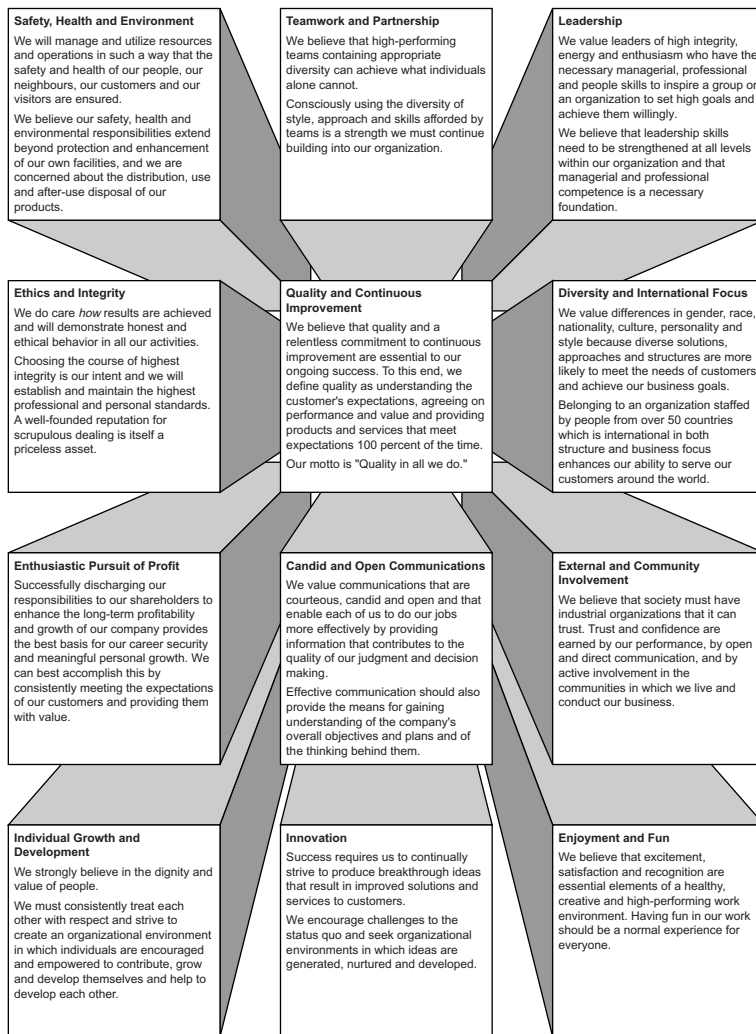 Safety, Health and Environment
We will manage and utilize resources
and operations in such a way that the
safety and health of our people, our
neighbours, our customers and our
visitors are ensured.
We believe our safety, health and
environmental responsibilities extend
beyond protection and enhancement
of our own facilities, and we are
concerned about the distribution, use
and after-use disposal of our
products.
Teamwork and Partnership
We believe that high-performing
teams containing appropriate
diversity can achieve what individuals
alone cannot.
Consciously using the diversity of
style, approach and skills afforded by
teams is a strength we must continue
building into our organization.
Leadership
We value leaders of high integrity,
energy and enthusiasm who have the
necessary managerial, professional
and people skills to inspire a group or
an organization to set high goals and
achieve them willingly.
We believe that leadership skills
need to be strengthened at all levels
within our organization and that
managerial and professional
competence is a necessary
foundation.
Ethics and Integrity
We do care how results are achieved
and will demonstrate honest and
ethical behavior in all our activities.
Choosing the course of highest
integrity is our intent and we will
establish and maintain the highest
professional and personal standards.
A well-founded reputation for
scrupulous dealing is itself a
priceless asset.
Quality and Continuous
Improvement
We believe that quality and a
relentless commitment to continuous
improvement are essential to our
ongoing success. To this end, we
define quality as understanding the
customer's expectations, agreeing on
performance and value and providing
products and services that meet
expectations 100 percent of the time.
Our motto is "Quality in all we do."
Diversity and International Focus
We value differences in gender, race,
nationality, culture, personality and
style because diverse solutions,
approaches and structures are more
likely to meet the needs of customers
and achieve our business goals.
Belonging to an organization staffed
by people from over 50 countries
which is international in both
structure and business focus
enhances our ability to serve our
customers around the world.
Enthusiastic Pursuit of Profit
Successfully discharging our
responsibilities to our shareholders to
enhance the long-term profitability
and growth of our company provides
the best basis for our career security
and meaningful personal growth. We
can best accomplish this by
consistently meeting the expectations
of our customers and providing them
with value.
Candid and Open Communications
We value communications that are
courteous, candid and open and that
enable each of us to do our jobs
more effectively by providing
information that contributes to the
quality of our judgment and decision
making.
Effective communication should also
provide the means for gaining
understanding of the company's
overall objectives and plans and of
the thinking behind them.
External and Community
Involvement
We believe that society must have
industrial organizations that it can
trust. Trust and confidence are
earned by our performance, by open
and direct communication, and by
active involvement in the
communities in which we live and
conduct our business.
Individual Growth and
Development
We strongly believe in the dignity and
value of people.
We must consistently treat each
other with respect and strive to
create an organizational environment
in which individuals are encouraged
and empowered to contribute, grow
and develop themselves and help to
develop each other.
Innovation
Success requires us to continually
strive to produce breakthrough ideas
that result in improved solutions and
services to customers.
We encourage challenges to the
status quo and seek organizational
environments in which ideas are
generated, nurtured and developed.
Enjoyment and Fun
We believe that excitement,
satisfaction and recognition are
essential elements of a healthy,
creative and high-performing work
environment. Having fun in our work
should be a normal experience for
everyone.